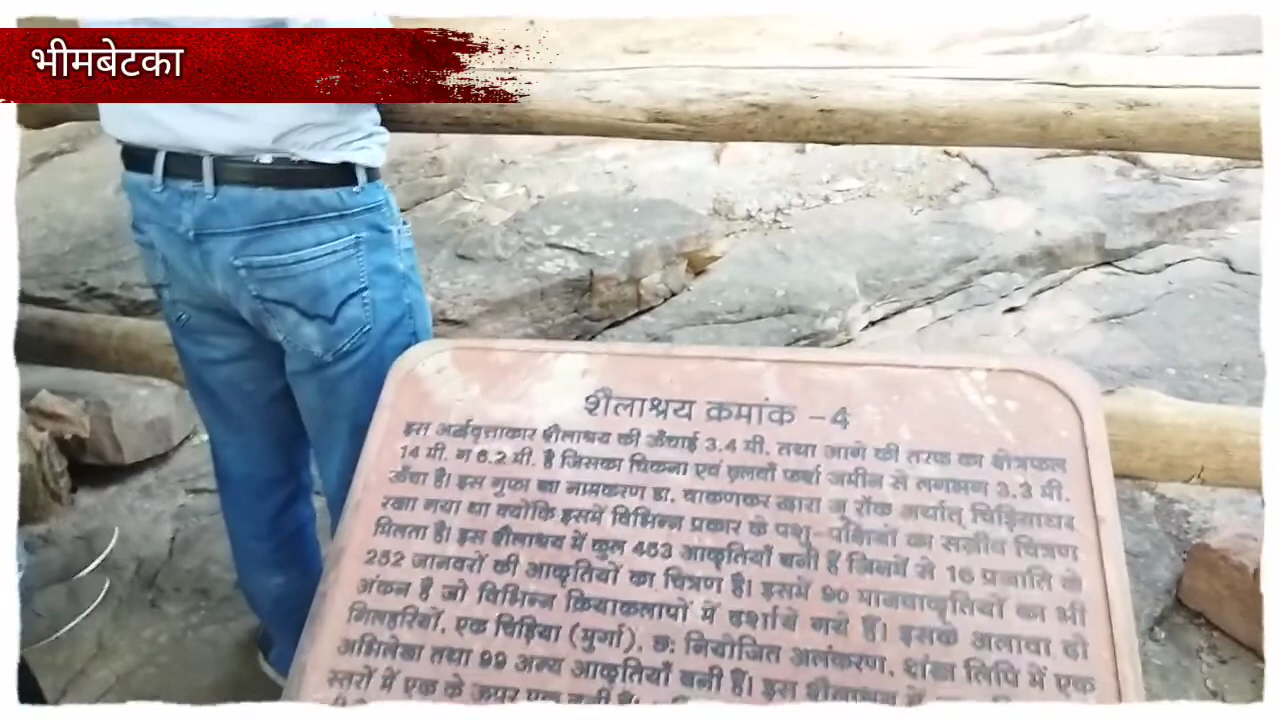 भीमबेटका
शैलाश्रय क्रमांक – 4
इस अर्द्धवृत्ताकार शैलाश्रय की ऊँचाई 3.4 मी. तथा आगे की तरफ का क्षेत्रफल
14 मी. ग 6.2 मी. है जिसका चिकना एवं ढ़लवाँ फर्श जमीन से लगभग 3.3 मी.
ऊँचा है। इस गुफा का नामकरण डा. वाकणकर द्वारा जू रॉक अर्थात् चिड़ियाघर
रखा गया था क्योंकि इसमें विभिन्न प्रकार के पशु- पक्षियों का सजीव चित्रण
मिलता है। इस शैलाश्रय में कुल 453 आकृतियाँ बनी हैं जिनमें से 16 प्रजाति के
252 जानवरों की आकृतियों का चित्रण है। इसमें 90 मानवाकृतियों का भी
अंकन है जो विभिन्न क्रियाकलापों में दर्शाये गये हैं। इसके अलावा दो
गिलहरियों, एक चिड़िया (मुर्गा), छ: नियोजित अलंकरण, शंख लिपि में एक
अभिलेख तथा 99 अन्य आकृतियाँ बनी हैं। इस शैलाश्रय में
स्तरों में एक के ऊपर एक बनी हैं।